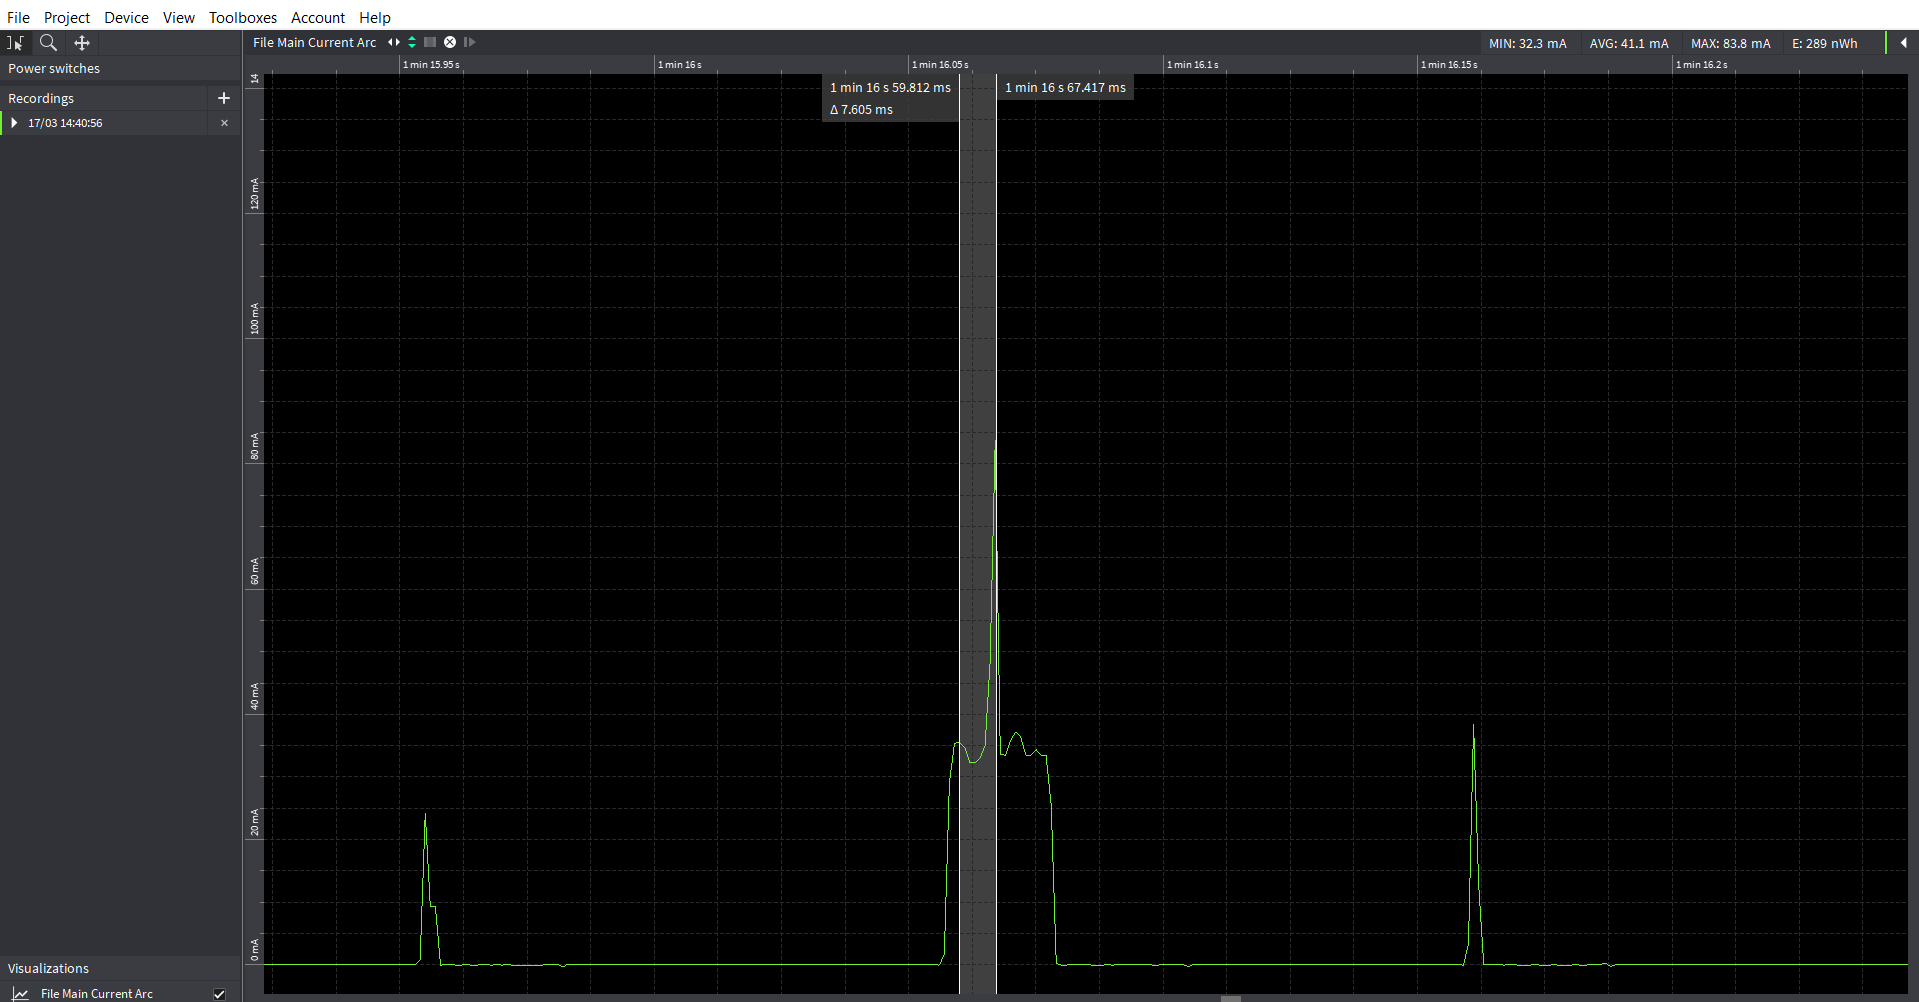 File Project Device View Toolboxes Account Help
File Main Current Arc
MIN: 32.3 mA AVG: 41.1 mA MAX: 83.8 mA E: 289 nWh
Power switches
Recordings
17/03 14:40:56
1 min 15.95 s 1 min 16 s 1 min 16.05 s 1 min 16.1 s 1 min 16.15 s 1 min 16.2 s
1 min 16 s 59.812 ms
Δ 7.605 ms
1 min 16 s 67.417 ms
14
120 mA
100 mA
80 mA
60 mA
40 mA
20 mA
0 mA
Visualizations
File Main Current Arc